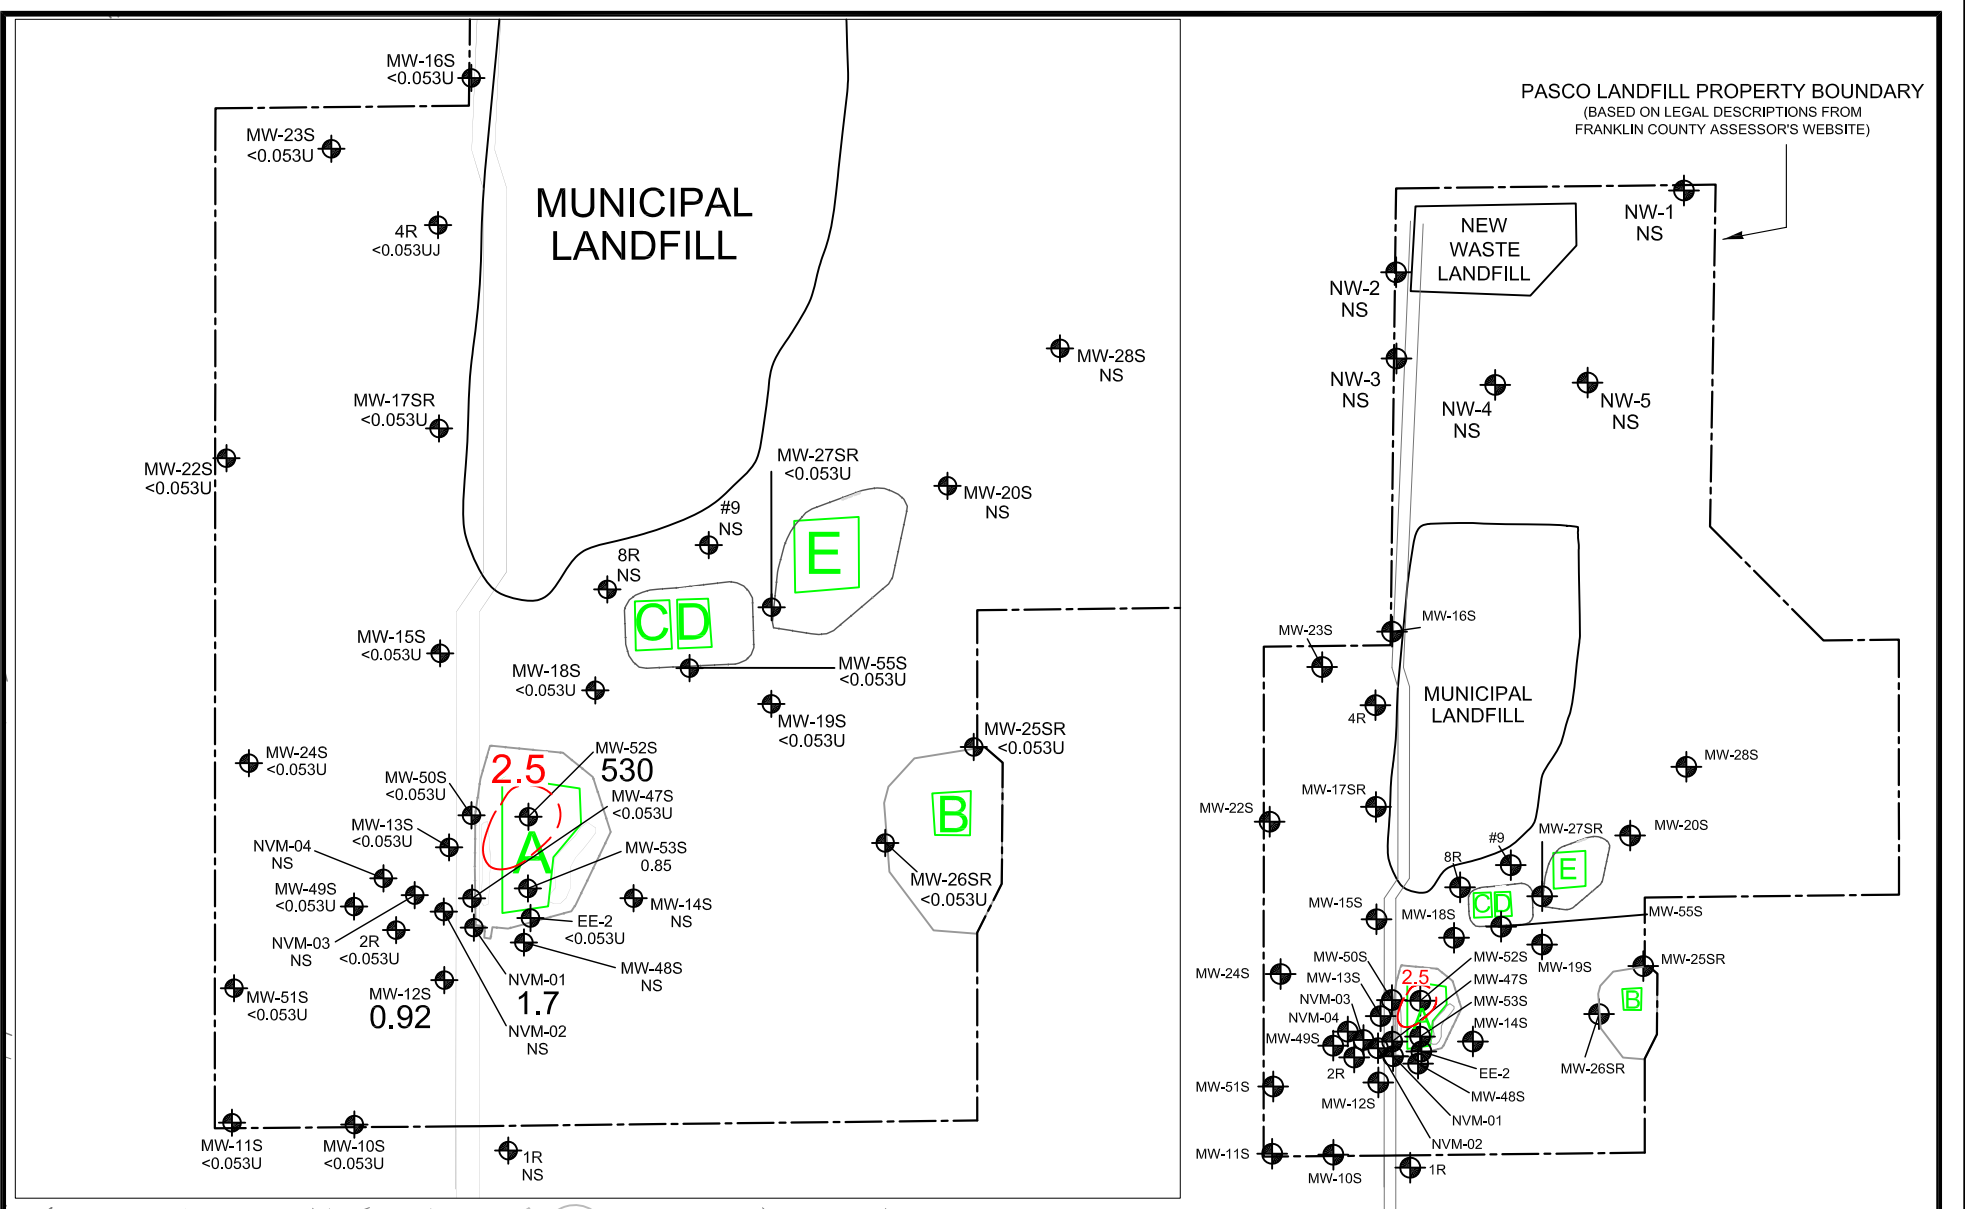 MW-16S
<0.053U
MW-23S
<0.053U
4R
<0.053UJ
MUNICIPAL
LANDFILL
MW-28S
NS
MW-17SR
<0.053U
MW-22S
<0.053U
MW-27SR
<0.053U
MW-20S
NS
#9
NS
E
8R
NS
C D
MW-15S
<0.053U
MW-18S
<0.053U
MW-55S
<0.053U
MW-19S
<0.053U
MW-25SR
<0.053U
MW-24S
<0.053U
MW-52S
530
2.5
MW-50S
<0.053U
MW-47S
<0.053U
MW-13S
<0.053U
B
NVM-04
NS
A
MW-53S
0.85
MW-49S
<0.053U
MW-26SR
<0.053U
MW-14S
NS
EE-2
<0.053U
NVM-03
NS
2R
<0.053U
MW-48S
NS
NVM-01
1.7
MW-12S
0.92
MW-51S
<0.053U
NVM-02
NS
MW-11S
<0.053U
MW-10S
<0.053U
1R
NS
PASCO LANDFILL PROPERTY BOUNDARY
(BASED ON LEGAL DESCRIPTIONS FROM
FRANKLIN COUNTY ASSESSOR'S WEBSITE)
NW-1
NS
NEW
WASTE
LANDFILL
NW-2
NS
NW-3
NS
NW-4
NS
NW-5
NS
MW-23S
MW-16S
MUNICIPAL
LANDFILL
4R
MW-28S
MW-17SR
MW-22S
MW-27SR
MW-20S
#9
8R
E
C D
MW-15S
MW-18S
MW-55S
MW-50S
MW-52S
MW-19S
MW-25SR
MW-24S
MW-13S
2.5
MW-47S
NVM-03
MW-53S
B
NVM-04
A
MW-14S
MW-49S
2R
EE-2
MW-26SR
MW-51S
MW-12S
MW-48S
NVM-01
NVM-02
MW-11S
MW-10S
1R